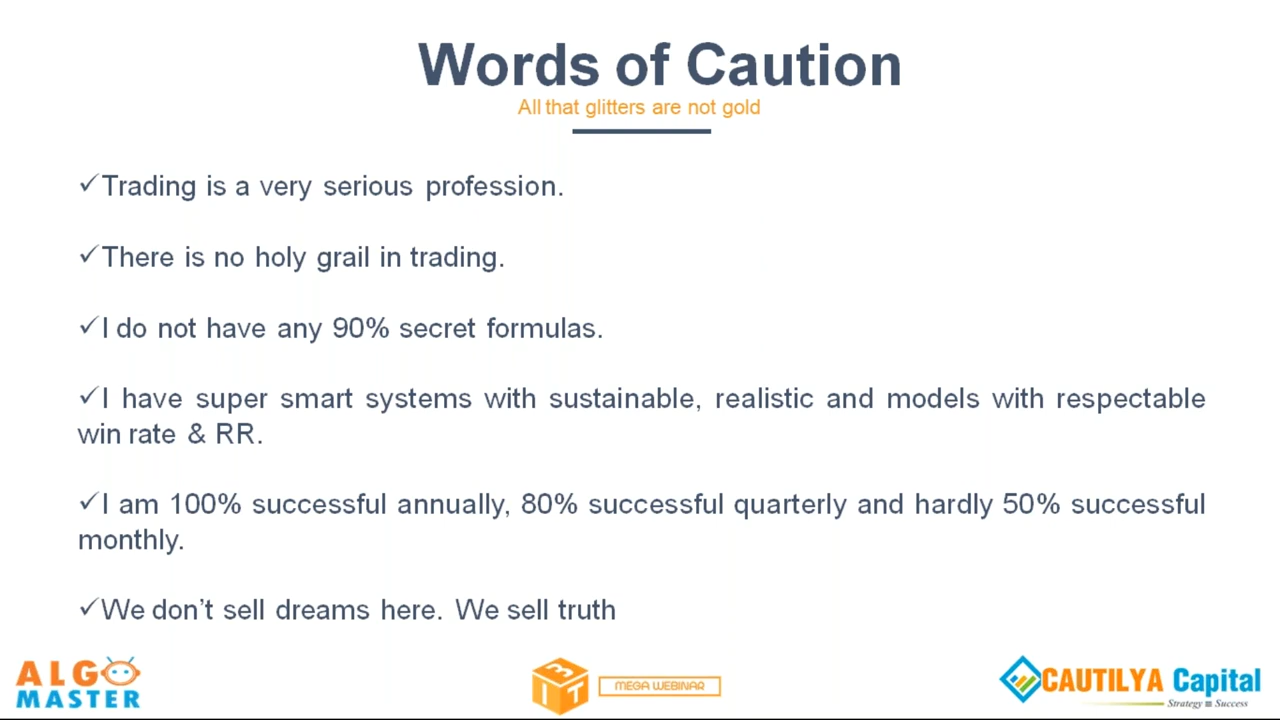 Words of Caution
All that glitters are not gold
✓Trading is a very serious profession.
✓There is no holy grail in trading.
✓I do not have any 90% secret formulas.
✓I have super smart systems with sustainable, realistic and models with respectable
win rate & RR.
✓I am 100% successful annually, 80% successful quarterly and hardly 50% successful
monthly.
✓We don't sell dreams here. We sell truth
ALGO
MASTER
3
IT
MEGA WEBINAR
CAUTILYA Capital
Strategy = Success